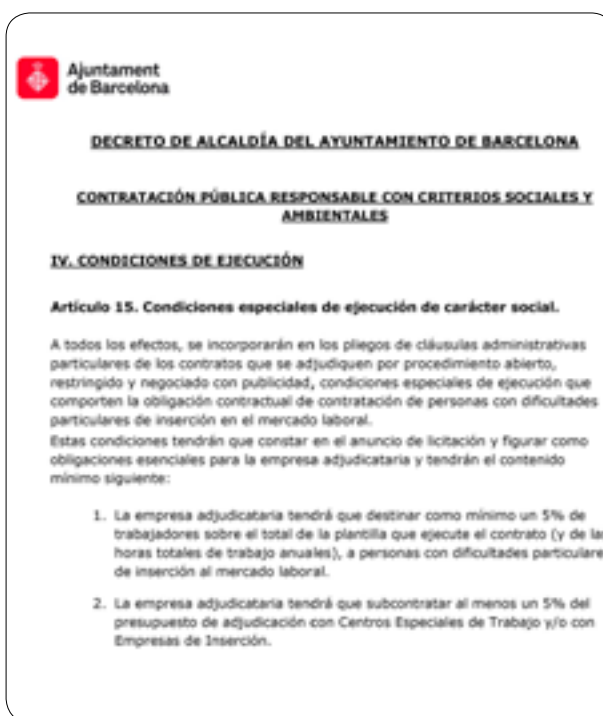 Ajuntament
de Barcelona
DECRETO DE ALCALDÍA DEL AYUNTAMIENTO DE BARCELONA
CONTRATACIÓN PÚBLICA RESPONSABLE CON CRITERIOS SOCIALES Y
AMBIENTALES
IV. CONDICIONES DE EJECUCIÓN
Artículo 15. Condiciones especiales de ejecución de carácter social.
A todos los efectos, se incorporarán en los pliegos de cláusulas administrativas
particulares de los contratos que se adjudiquen por procedimiento abierto,
restringido y negociado con publicidad, condiciones especiales de ejecución que
comporten la obligación contractual de contratación de personas con dificultades
particulares de inserción en el mercado laboral.
Estas condiciones tendrán que constar en el anuncio de licitación y figurar como
obligaciones esenciales para la empresa adjudicataria y tendrán el contenido
mínimo siguiente:
1. La empresa adjudicataria tendrá que destinar como mínimo un 5% de
trabajadores sobre el total de la plantilla que ejecute el contrato (y de la
horas totales de trabajo anuales), a personas con dificultades particulare
de inserción al mercado laboral.
2. La empresa adjudicataria tendrá que subcontratar al menos un 5% del
presupuesto de adjudicación con Centros Especiales de Trabajo y/o con
Empresas de Inserción.